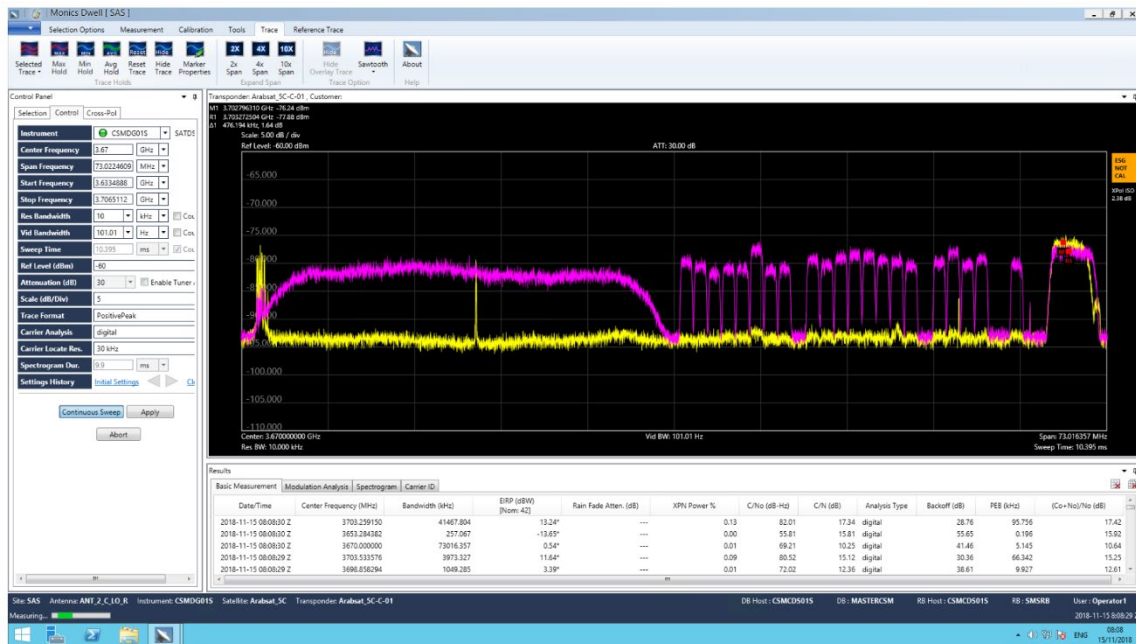 Monics Dwell [ SAS ]
Selection Options Measurement Calibration Tools Trace Reference Trace
Selected Trace Max Hold Min Hold Avg Hold Reset Trace Hide Trace Marker Properties 2X 2x Span 4X 4x Span 10X 10x Span Hide Overlay Trace Sawtooth About
Trace Holds Expand Span Trace Option Help
Control Panel
Selection Control Cross-Pol
Instrument CSMDG01S SATDS
Center Frequency 3.67 GHz
Span Frequency 73.0224609 MHz
Start Frequency 3.6334888 GHz
Stop Frequency 3.7065112 GHz
Res Bandwidth 10 kHz Cou
Vid Bandwidth 101.01 Hz Cou
Sweep Time 10.395 ms Cou
Ref Level (dBm) -60
Attenuation (dB) 30 Enable Tuner
Scale (dB/Div) 5
Trace Format PositivePeak
Carrier Analysis digital
Carrier Locate Res. 30 kHz
Spectrogram Dur. 9.9 ms
Settings History Initial Settings
Continuous Sweep Apply
Abort
Transponder: Arabsat_5C-C-01 , Customer:
M1 3.702796310 GHz -76.24 dBm
R1 3.703272504 GHz -77.88 dBm
Δ1 476.194 kHz, 1.64 dB
Scale: 5.00 dB / div
Ref Level: -60.00 dBm ATT: 30.00 dB
ESG NOT CAL
XPol ISO
2.38 dB
-65.000
-70.000
-75.000
-80.000
-85.000
-90.000
-95.000
-100.000
-105.000
-110.000
Center: 3.670000000 GHz Vid BW: 101.01 Hz Span: 73.016357 MHz
Res BW: 10.000 kHz Sweep Time: 10.395 ms
Results
Basic Measurement Modulation Analysis Spectrogram Carrier ID
Date/Time Center Frequency (MHz) Bandwidth (kHz) EIRP (dBW) [Nom: 42] Rain Fade Atten. (dB) XPN Power % C/No (dB-Hz) C/N (dB) Analysis Type Backoff (dB) PEB (kHz) (Co+No)/No (dB)
2018-11-15 08:08:30 Z 3703.259150 41467.804 13.24* --- 0.13 82.01 17.34 digital 28.76 95.756 17.42
2018-11-15 08:08:30 Z 3653.284382 257.067 -13.65* --- 0.00 55.81 15.81 digital 55.65 0.196 15.92
2018-11-15 08:08:30 Z 3670.000000 73016.357 0.54* --- 0.01 69.21 10.25 digital 41.46 5.145 10.64
2018-11-15 08:08:29 Z 3703.533576 3973.327 11.64* --- 0.09 80.52 15.12 digital 30.36 66.342 15.25
2018-11-15 08:08:29 Z 3698.858294 1049.285 3.39* --- 0.01 72.02 12.36 digital 38.61 9.927 12.61
Site: SAS Antenna: ANT_2_C_LO_R Instrument: CSMDG01S Satellite: Arabsat_5C Transponder: Arabsat_5C-C-01 DB Host : CSMCDS01S DB : MASTERCSM RB Host : CSMCDS01S RB : SMSRB User : Operator1
Measuring... 2018-11-15 8:08:29
ENG 08:08
15/11/2018